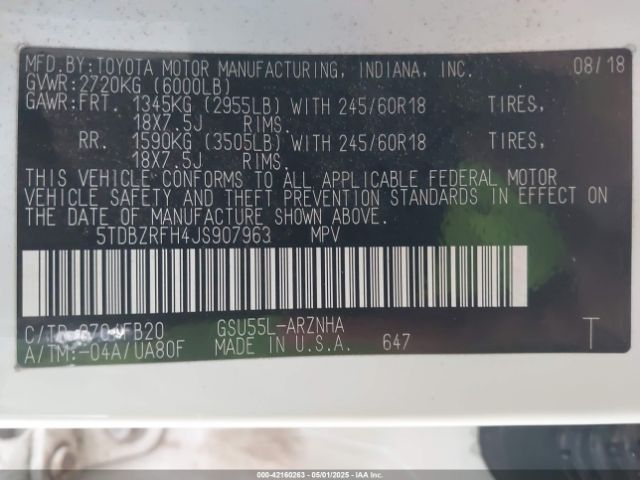 MFD.BY:TOYOTA MOTOR MANUFACTURING, INDIANA, INC. 08/18
GVWR:2720KG (6000LB)
GAWR:FRT. 1345KG (2955LB) WITH 245/60R18 TIRES,
18X7.5J RIMS.
RR. 1590KG (3505LB) WITH 245/60R18 TIRES,
18X7.5J RIMS.
THIS VEHICLE CONFORMS TO ALL APPLICABLE FEDERAL MOTOR
VEHICLE SAFETY AND THEFT PREVENTION STANDARDS IN EFFECT ON
THE DATE OF MANUFACTURE SHOWN ABOVE.
5TDBZRFH4JS907963 MPV
GSU55L-ARZNHA
A/TM:-04A/UA80F MADE IN U.S.A. 647 T
000-42160263 - 05/01/2025 - IAA Inc.